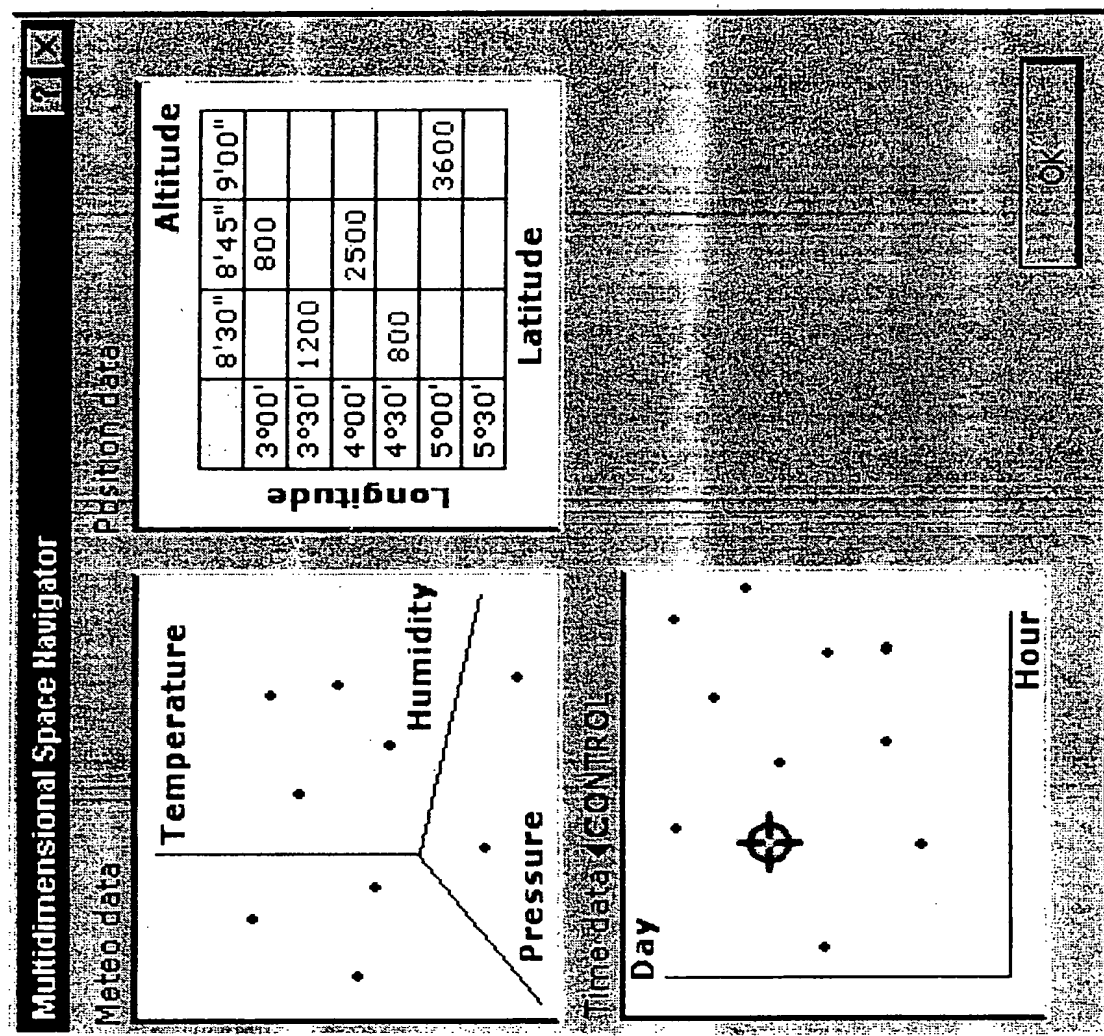 Multidimensional Space Navigator ? X
Meteo data
Temperature
Humidity
Pressure
Position data
Altitude
8'30" 8'45" 9'00"
3°00' 800
3°30' 1200
4°00' 2500
4°30' 800
5°00' 3600
5°30'
Longitude
Latitude
Time data CONTROL
Day
Hour
OK